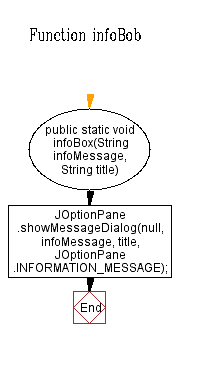 Function infoBob
public static void
infoBox(String
infoMessage,
String title)
JOptionPane
.showMessageDialog(null,
infoMessage, title,
JOptionPane
.INFORMATION_MESSAGE);
End